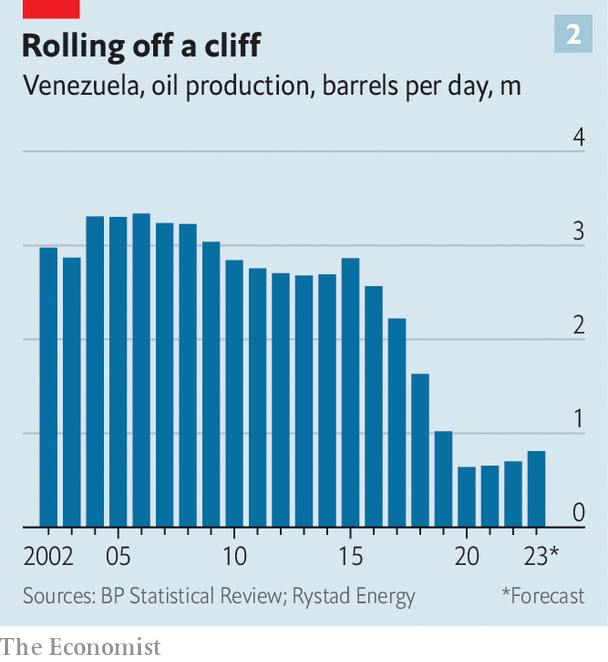 2
Rolling off a cliff
Venezuela, oil production, barrels per day, m
4
3
2
1
0
2002 05 10 15 20 23*
Sources: BP Statistical Review; Rystad Energy *Forecast
The Economist